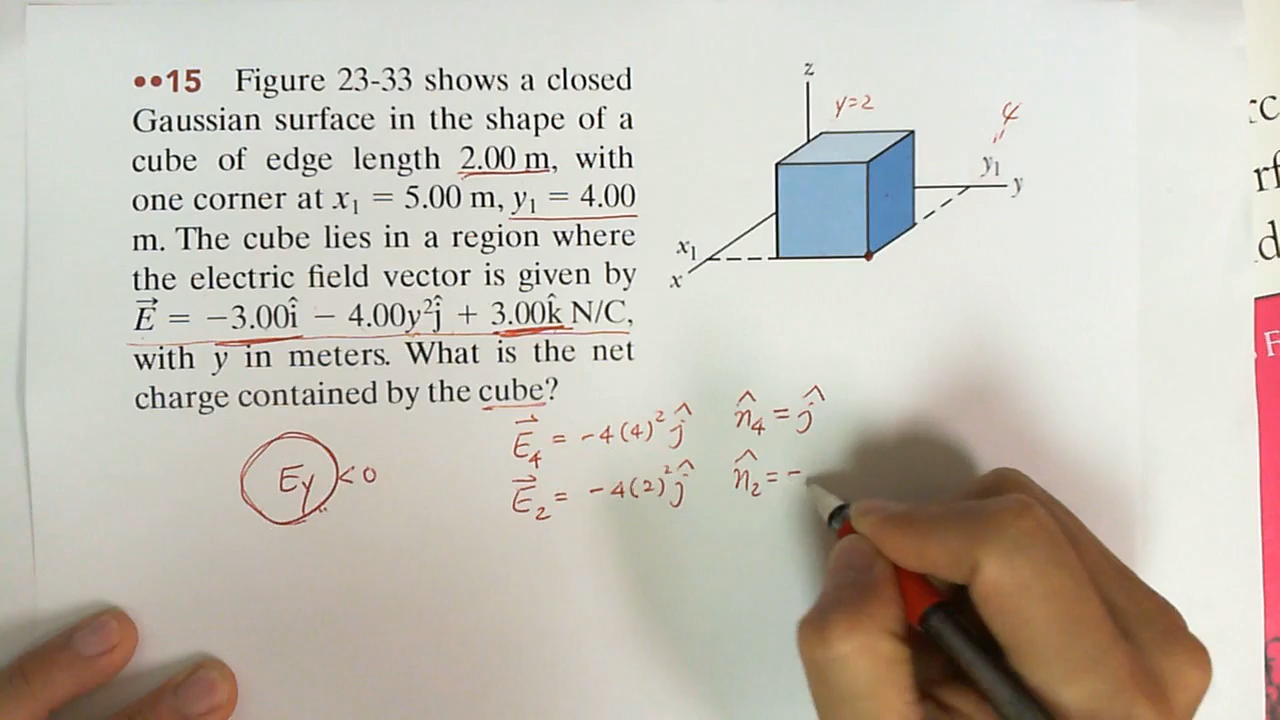 ••15 Figure 23-33 shows a closed
Gaussian surface in the shape of a
cube of edge length 2.00 m, with
one corner at x₁ = 5.00 m, y₁ = 4.00
m. The cube lies in a region where
the electric field vector is given by
E⃗ = −3.00î − 4.00y²ĵ + 3.00k̂ N/C,
with y in meters. What is the net
charge contained by the cube?
z
y=2
4
y₁
y
x₁
x
E⃗₄ = -4(4)² ĵ n̂₄ = ĵ
E⃗₂ = -4(2)² ĵ n̂₂ = -
Ey < 0
F